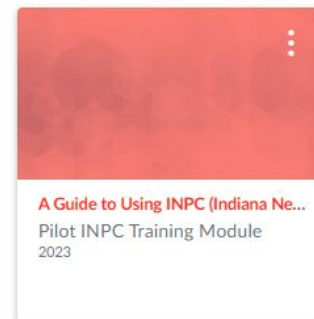 A Guide to Using INPC (Indiana Ne...
Pilot INPC Training Module
2023